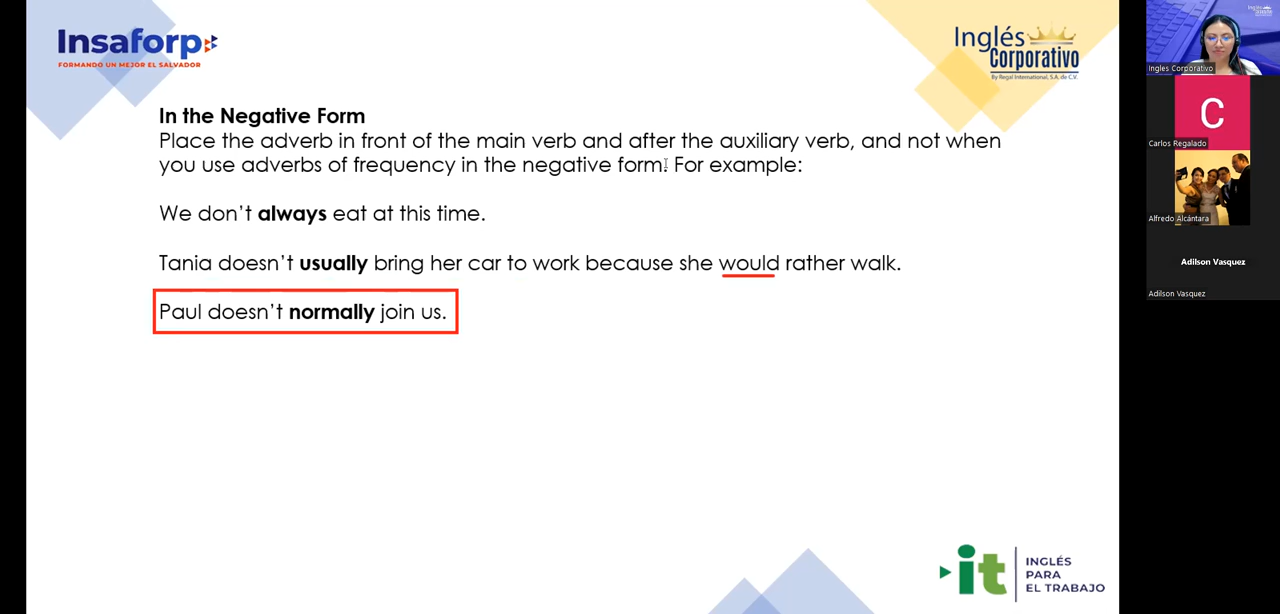 Insaforp
FORMANDO UN MEJOR EL SALVADOR
Inglés
Corporativo
By Regal International, S.A. de C.V.
In the Negative Form
Place the adverb in front of the main verb and after the auxiliary verb, and not when
you use adverbs of frequency in the negative form. For example:
We don't always eat at this time.
Tania doesn't usually bring her car to work because she would rather walk.
Paul doesn't normally join us.
it
INGLÉS
PARA
EL TRABAJO
Ingles Corporativo
C
Carlos Regalado
Alfredo Alcántara
Adilson Vasquez
Adilson Vasquez